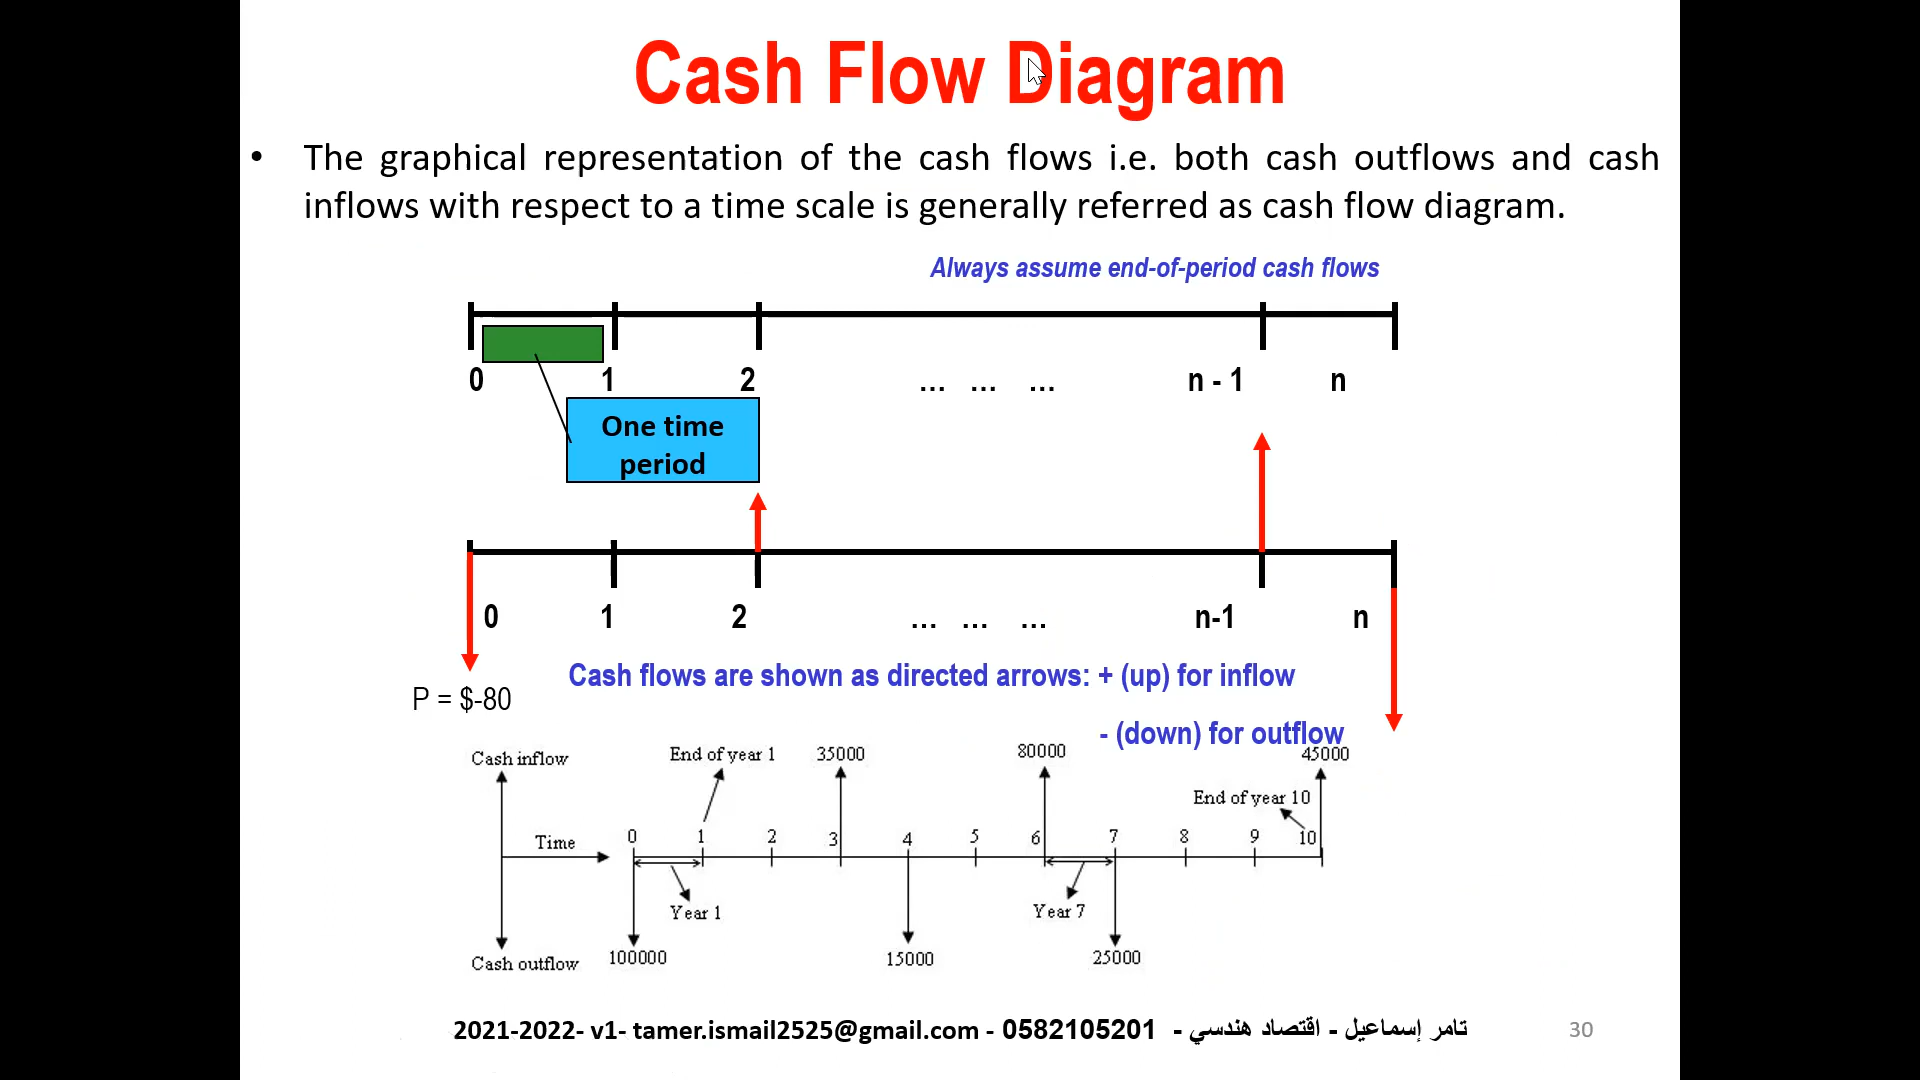 Cash Flow Diagram
• The graphical representation of the cash flows i.e. both cash outflows and cash
inflows with respect to a time scale is generally referred as cash flow diagram.
Always assume end-of-period cash flows
0 1 2 ... ... ... n - 1 n
One time
period
0 1 2 ... ... ... n-1 n
Cash flows are shown as directed arrows: + (up) for inflow
P = $-80
- (down) for outflow
Cash inflow End of year 1 35000 80000 45000
End of year 10
Time 0 1 2 3 4 5 6 7 8 9 10
Year 1 Year 7
Cash outflow 100000 15000 25000
2021-2022- v1- tamer.ismail2525@gmail.com - 0582105201 - تامر إسماعيل - اقتصاد هندسي
30